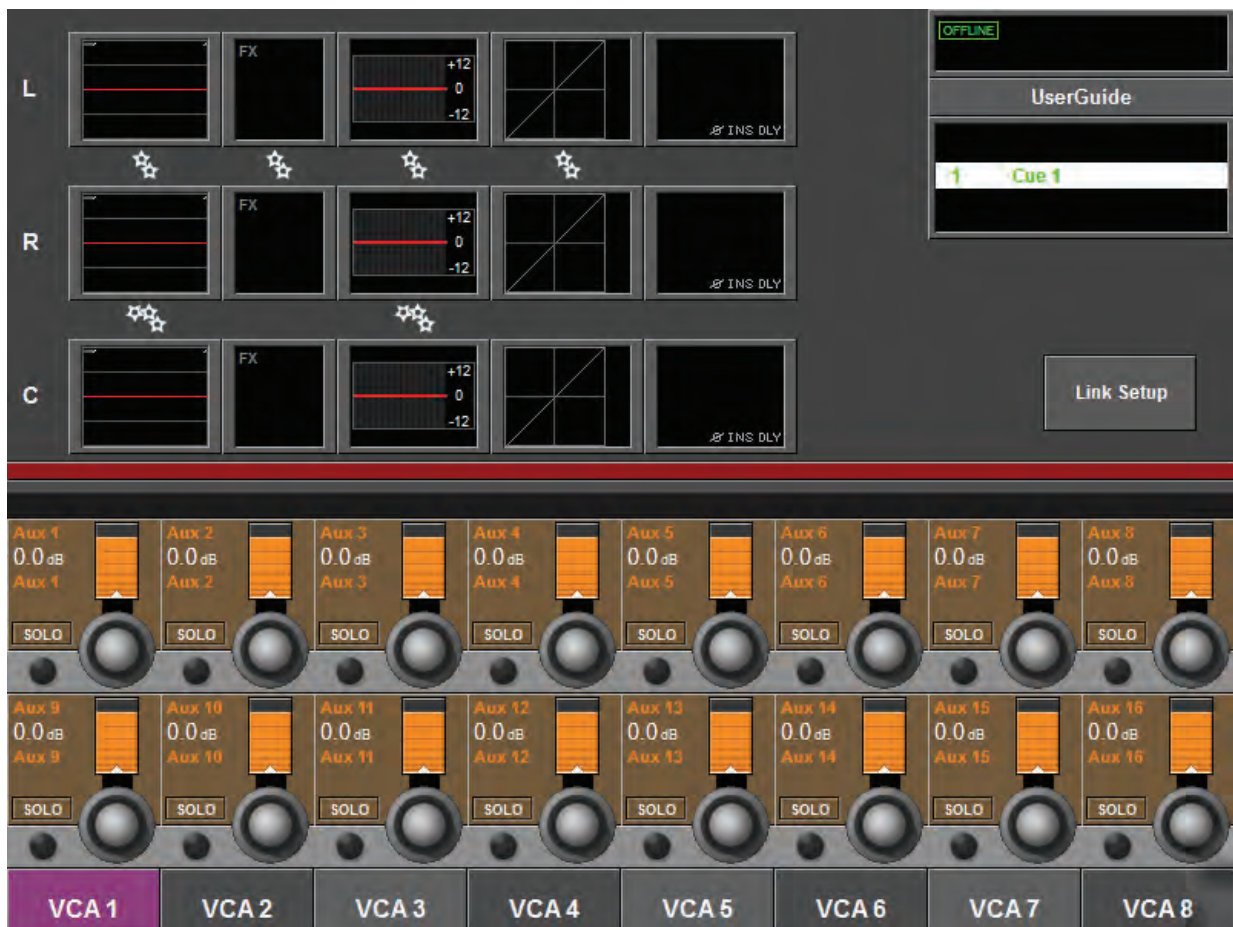 OFFLINE
UserGuide
1 Cue 1
L
FX
+12
0
-12
Ø INS DLY
R
FX
+12
0
-12
Ø INS DLY
C
FX
+12
0
-12
Ø INS DLY
Link Setup
Aux 1 Aux 2 Aux 3 Aux 4 Aux 5 Aux 6 Aux 7 Aux 8
0.0 dB 0.0 dB 0.0 dB 0.0 dB 0.0 dB 0.0 dB 0.0 dB 0.0 dB
Aux 1 Aux 2 Aux 3 Aux 4 Aux 5 Aux 6 Aux 7 Aux 8
SOLO SOLO SOLO SOLO SOLO SOLO SOLO SOLO
Aux 9 Aux 10 Aux 11 Aux 12 Aux 13 Aux 14 Aux 15 Aux 16
0.0 dB 0.0 dB 0.0 dB 0.0 dB 0.0 dB 0.0 dB 0.0 dB 0.0 dB
Aux 9 Aux 10 Aux 11 Aux 12 Aux 13 Aux 14 Aux 15 Aux 16
SOLO SOLO SOLO SOLO SOLO SOLO SOLO SOLO
VCA 1 VCA 2 VCA 3 VCA 4 VCA 5 VCA 6 VCA 7 VCA 8